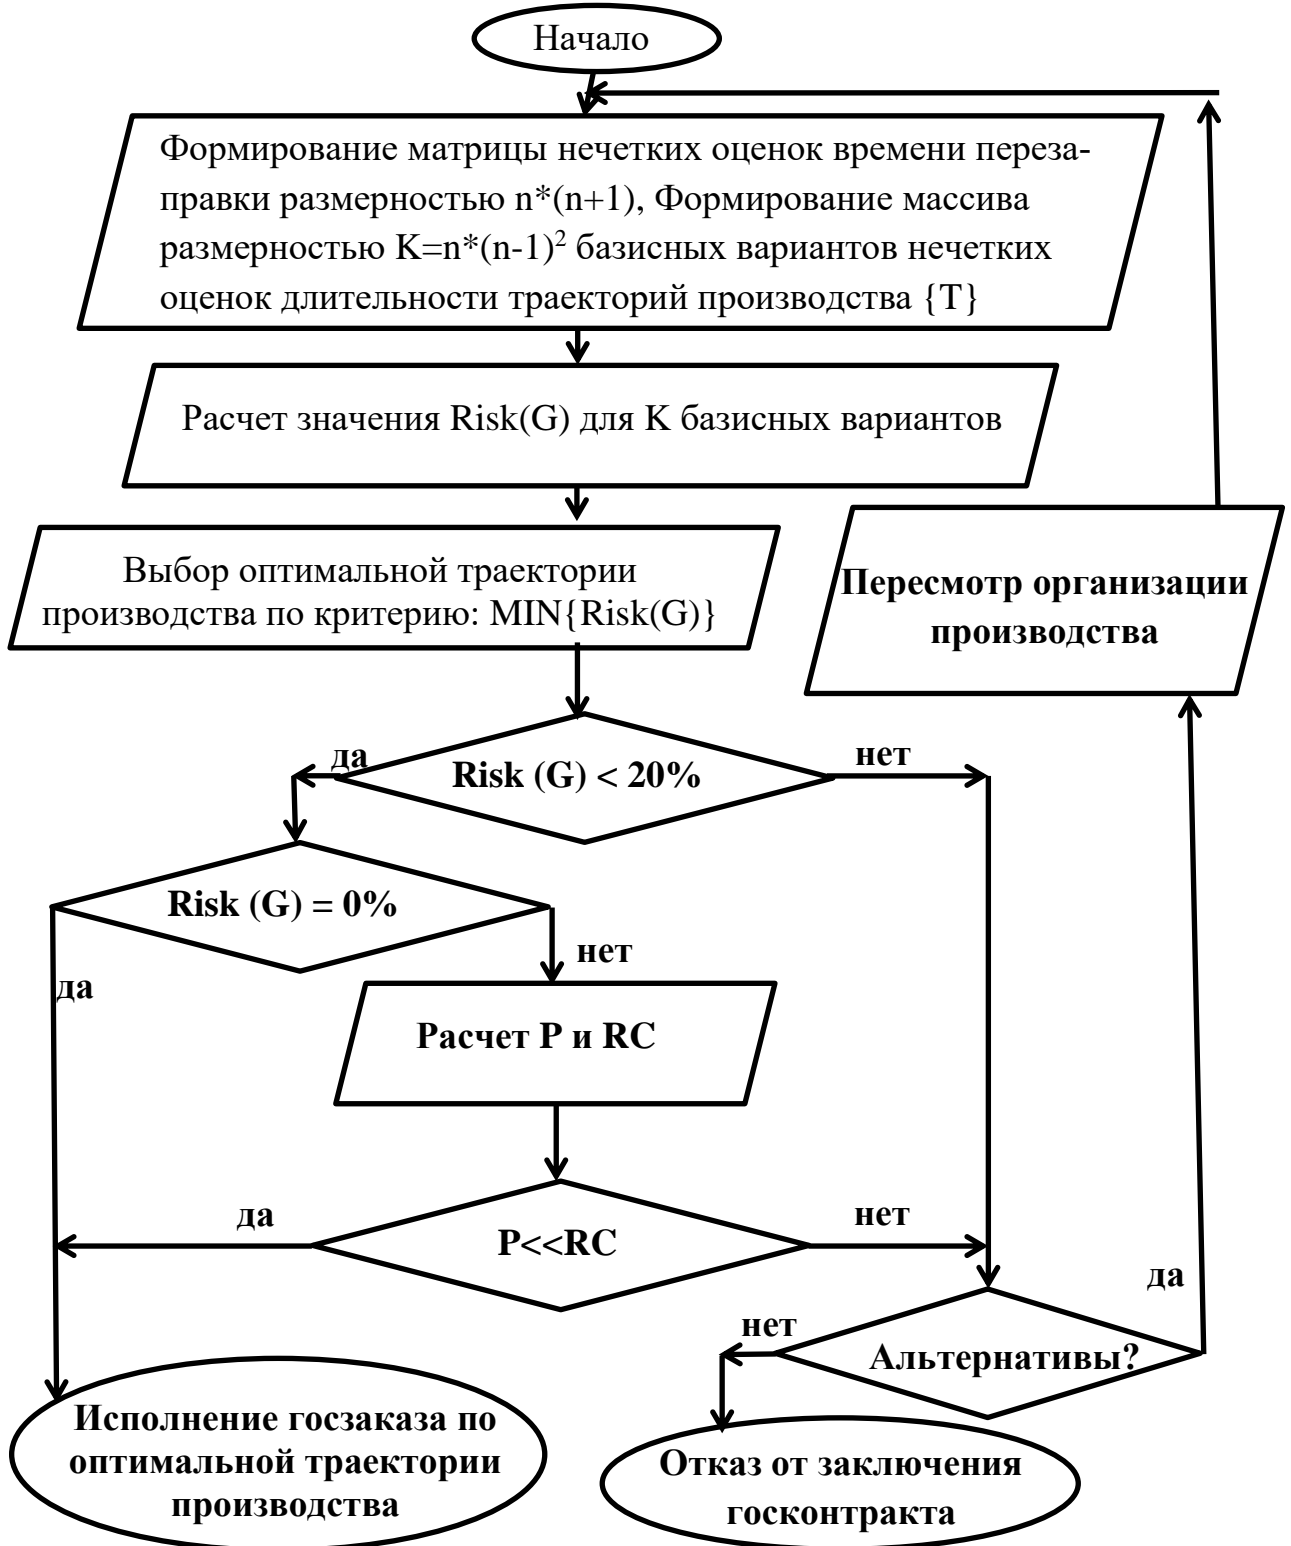 Начало
Формирование матрицы нечетких оценок времени переза-
правки размерностью n*(n+1), Формирование массива
размерностью K=n*(n-1)² базисных вариантов нечетких
оценок длительности траекторий производства {T}
Расчет значения Risk(G) для K базисных вариантов
Выбор оптимальной траектории
производства по критерию: MIN{Risk(G)}
Пересмотр организации
производства
да
нет
Risk (G) < 20%
Risk (G) = 0%
нет
да
Расчет P и RC
да
нет
P<<RC
да
нет
Альтернативы?
Исполнение госзаказа по
оптимальной траектории
производства
Отказ от заключения
госконтракта